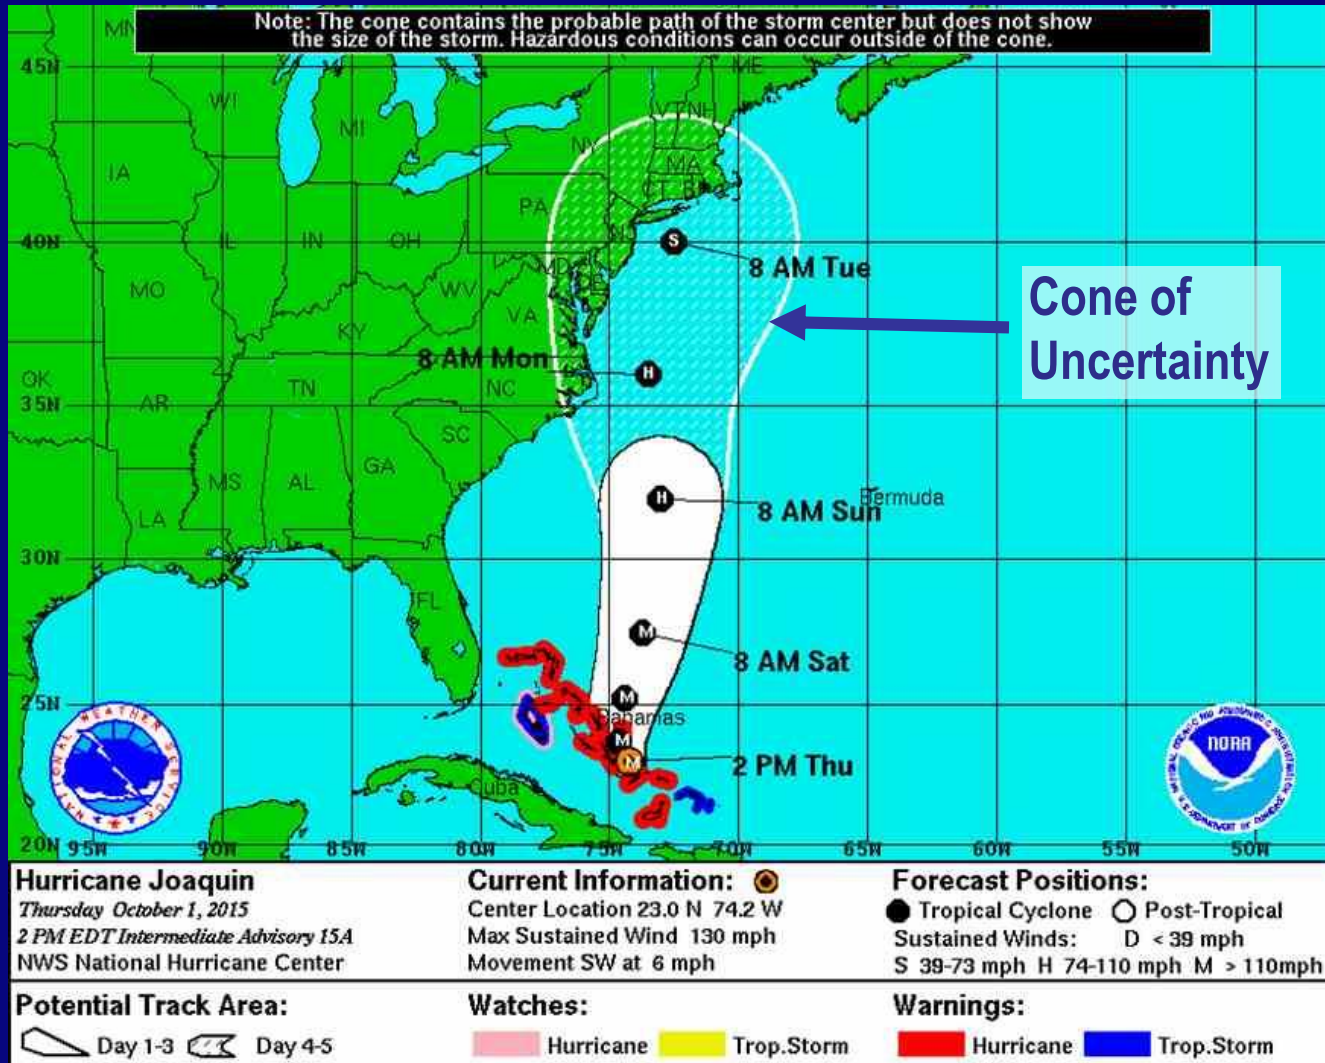 Note: The cone contains the probable path of the storm center but does not show
the size of the storm. Hazardous conditions can occur outside of the cone.
MN
ME
45N
WI
MI
VT NH
NY
MA
IA
CT
PA
NJ
40N
IL
IN
OH
8 AM Tue
MD
DE
Cone of
Uncertainty
MO
WV
VA
KY
8 AM Mon
OK
TN
NC
35N
AR
SC
GA
MS
AL
LA
8 AM Sun
Bermuda
30N
FL
8 AM Sat
25N
Bahamas
2 PM Thu
Cuba
NATIONAL WEATHER SERVICE
NOAA
S
H
H
M
M
M
M
20N 95W 90W 85W 80W 75W 70W 65W 60W 55W 50W
Hurricane Joaquin
Thursday October 1, 2015
2 PM EDT Intermediate Advisory 15A
NWS National Hurricane Center
Current Information:
Center Location 23.0 N 74.2 W
Max Sustained Wind 130 mph
Movement SW at 6 mph
Forecast Positions:
Tropical Cyclone Post-Tropical
Sustained Winds: D < 39 mph
S 39-73 mph H 74-110 mph M > 110mph
Potential Track Area:
Day 1-3 Day 4-5
Watches:
Hurricane Trop.Storm
Warnings:
Hurricane Trop.Storm